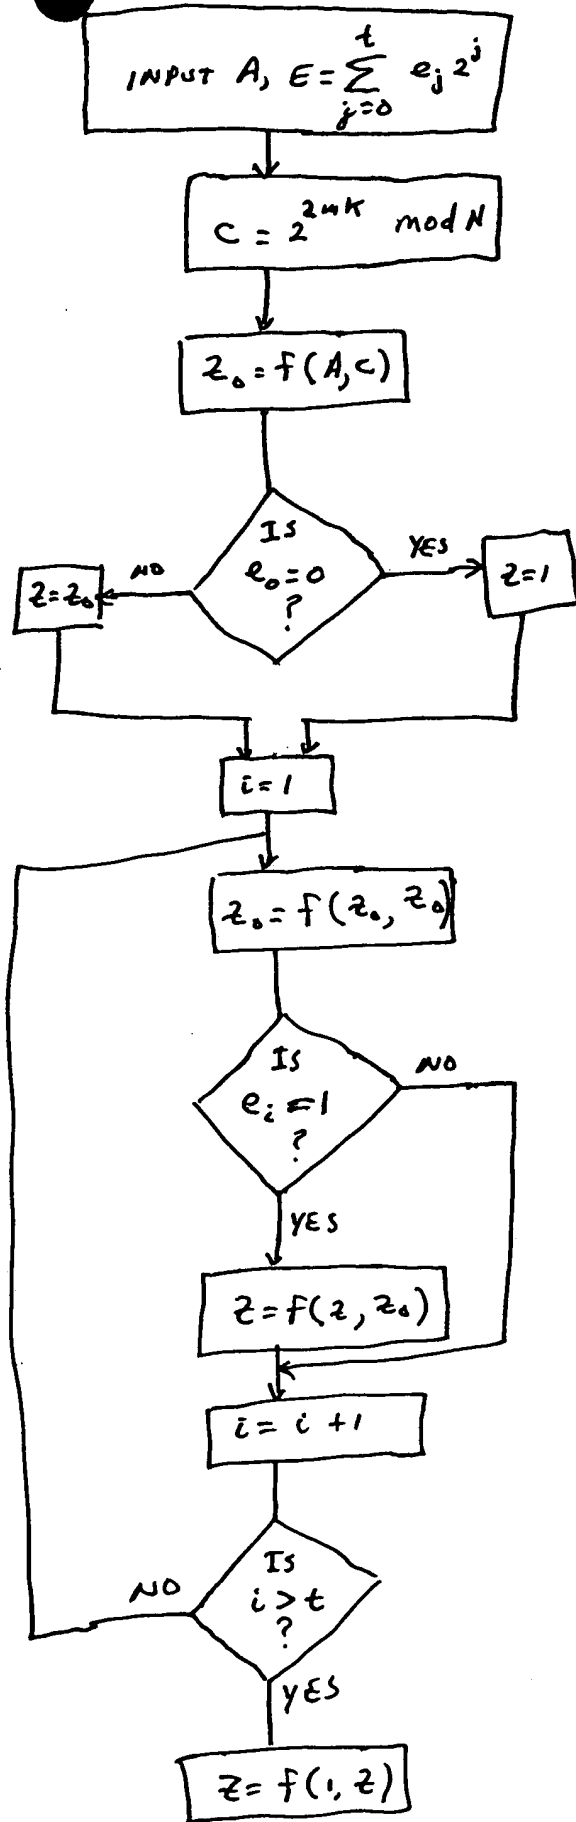 INPUT A, E = \sum_{j=0}^{t} e_j 2^j
C = 2^{2mk} mod N
Z_0 = f(A, C)
Is
e_0 = 0
?
NO
YES
Z = Z_0
Z = 1
i = 1
Z_0 = f(Z_0, Z_0)
Is
e_i = 1
?
NO
YES
Z = f(Z, Z_0)
i = i + 1
Is
i > t
?
NO
YES
Z = f(1, Z)